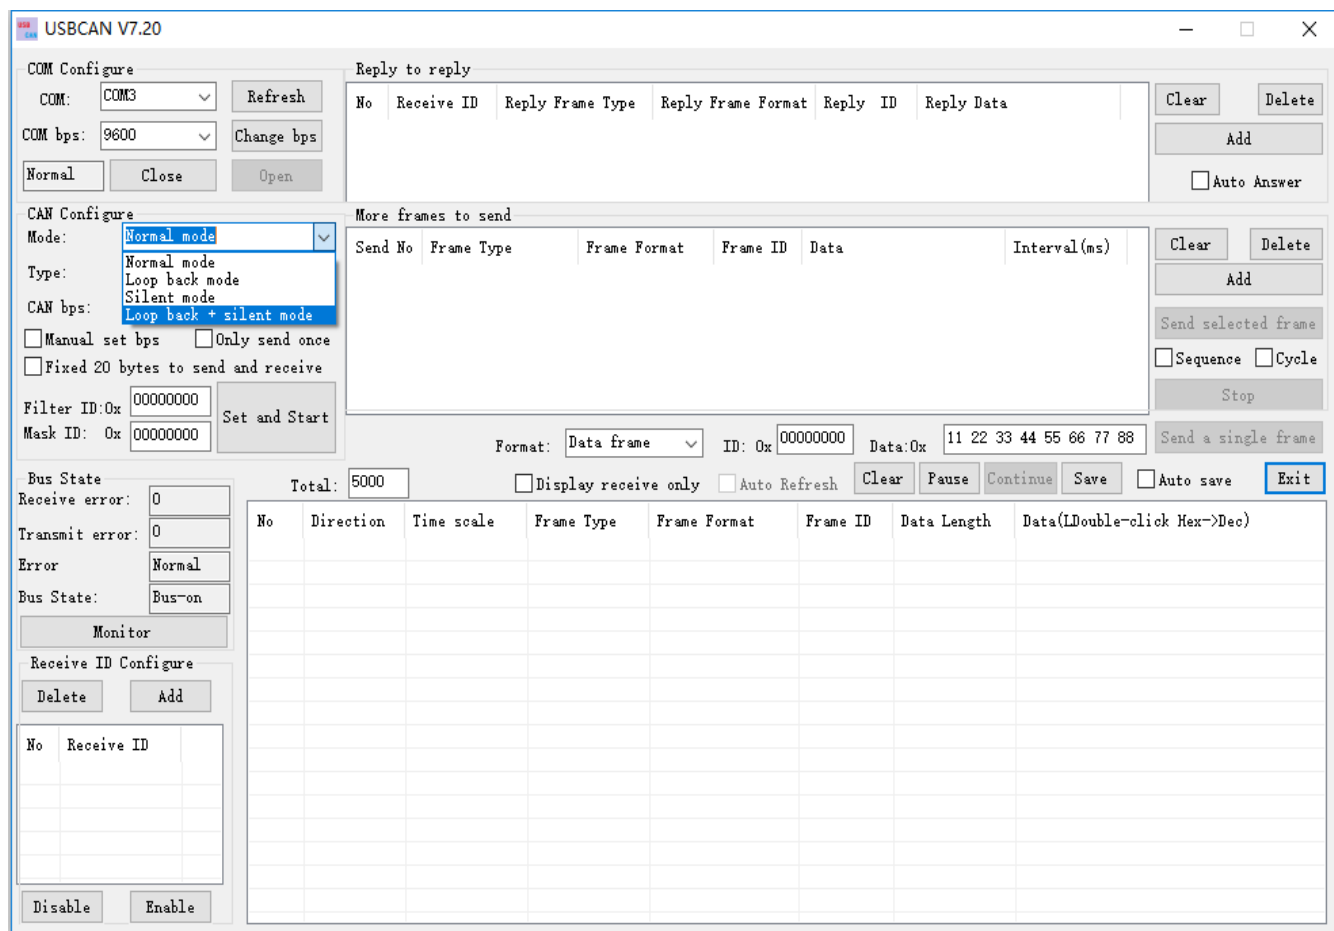 USB CAN USBCAN V7.20
COM Configure
COM: COM3 Refresh
COM bps: 9600 Change bps
Normal Close Open
Reply to reply
No Receive ID Reply Frame Type Reply Frame Format Reply ID Reply Data
Clear Delete
Add
Auto Answer
CAN Configure
Mode: Normal mode
Normal mode
Type: Loop back mode
Silent mode
CAN bps: Loop back + silent mode
Manual set bps Only send once
Fixed 20 bytes to send and receive
Filter ID:0x 00000000
Mask ID: 0x 00000000
Set and Start
More frames to send
Send No Frame Type Frame Format Frame ID Data Interval(ms)
Clear Delete
Add
Send selected frame
Sequence Cycle
Stop
Format: Data frame ID: 0x 00000000 Data:0x 11 22 33 44 55 66 77 88 Send a single frame
Bus State
Receive error: 0
Transmit error: 0
Error Normal
Bus State: Bus-on
Monitor
Total: 5000 Display receive only Auto Refresh Clear Pause Continue Save Auto save Exit
No Direction Time scale Frame Type Frame Format Frame ID Data Length Data(LDouble-click Hex->Dec)
Receive ID Configure
Delete Add
No Receive ID
Disable Enable